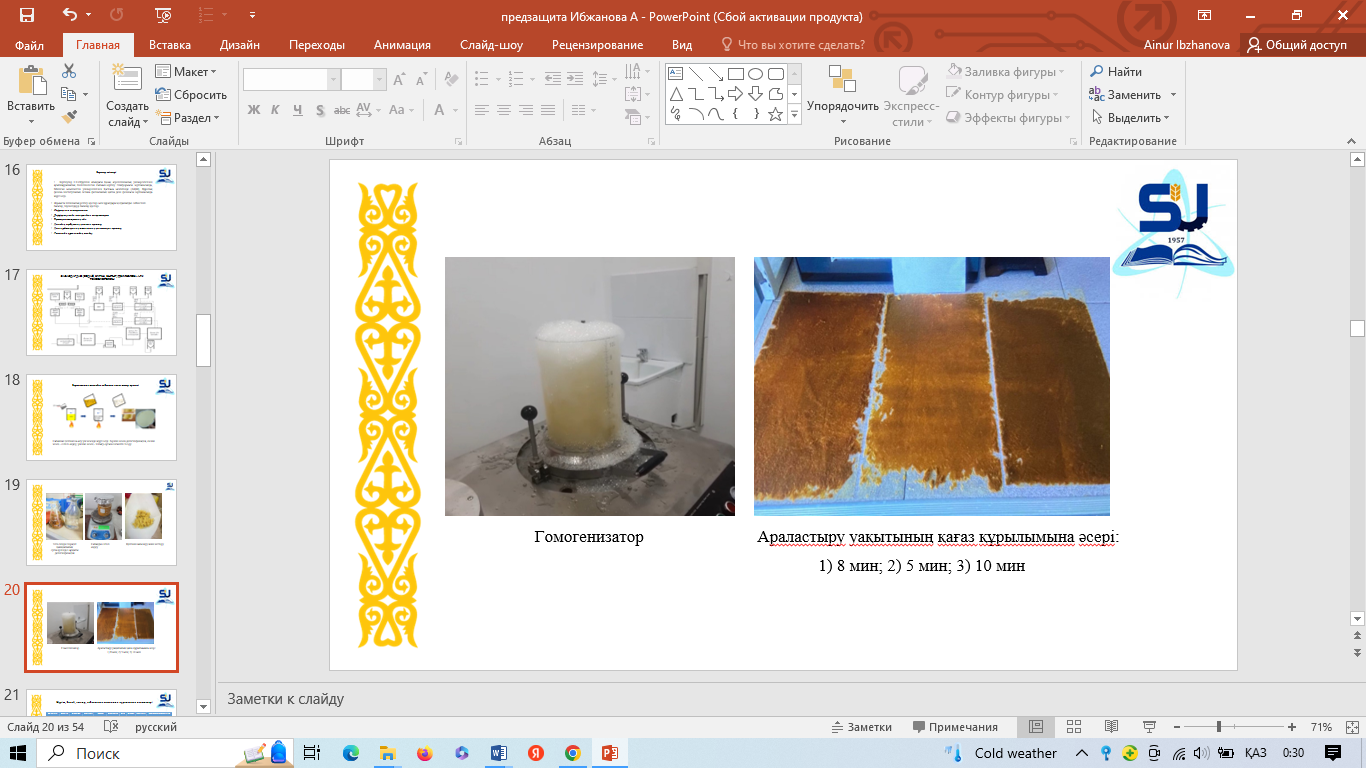 предзащита Ибжанова А - PowerPoint (Сбой активации продукта)
Файл
Главная
Вставка
Дизайн
Переходы
Анимация
Слайд-шоу
Рецензирование
Вид
Что вы хотите сделать?
Ainur Ibzhanova
Общий доступ
Вставить
Создать слайд
Макет
Сбросить
Раздел
Ж К Ч S abc AV Aa A
Упорядочить
Экспресс-стили
Заливка фигуры
Контур фигуры
Эффекты фигуры
Найти
Заменить
Выделить
Буфер обмена
Слайды
Шрифт
Абзац
Рисование
Редактирование
16
17
18
19
20
21
SU
1957
Гомогенизатор
Араластыру уақытының қағаз құрылымына әсері:
1) 8 мин; 2) 5 мин; 3) 10 мин
Заметки к слайду
Слайд 20 из 54
русский
Заметки
Примечания
71%
Поиск
Cold weather
ҚАЗ
0:30